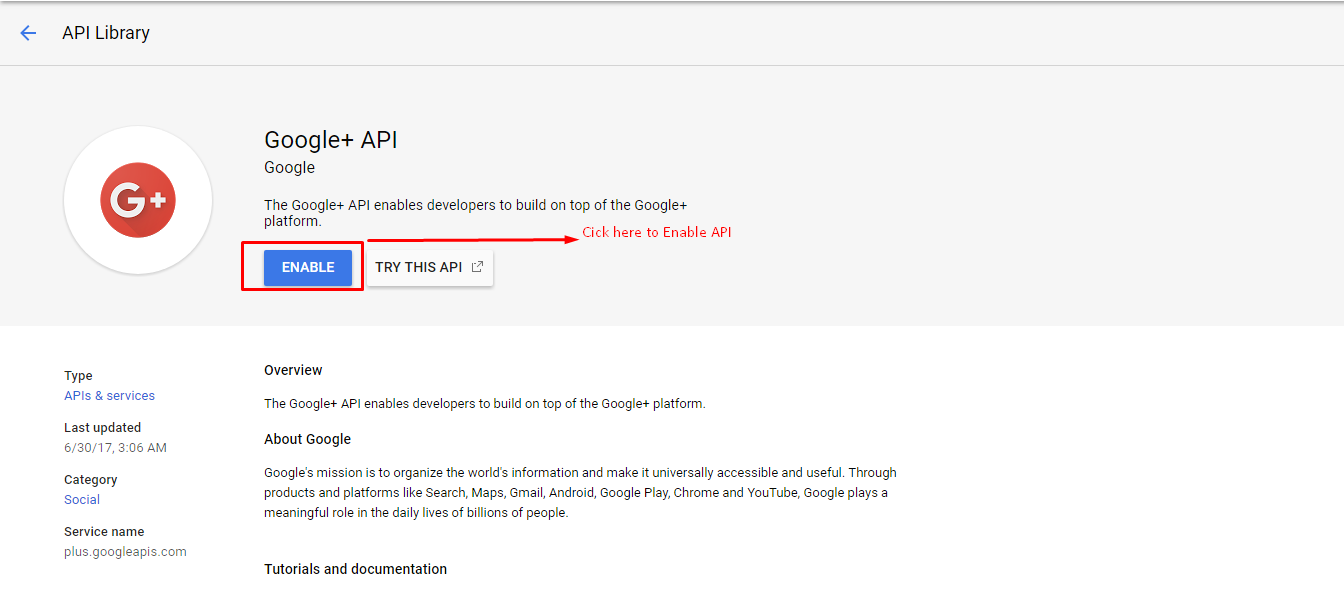 API Library
G+
Google+ API
Google
The Google+ API enables developers to build on top of the Google+
platform.
Cick here to Enable API
ENABLE
TRY THIS API
Type
APIs & services
Last updated
6/30/17, 3:06 AM
Category
Social
Service name
plus.googleapis.com
Overview
The Google+ API enables developers to build on top of the Google+ platform.
About Google
Google's mission is to organize the world's information and make it universally accessible and useful. Through
products and platforms like Search, Maps, Gmail, Android, Google Play, Chrome and YouTube, Google plays a
meaningful role in the daily lives of billions of people.
Tutorials and documentation